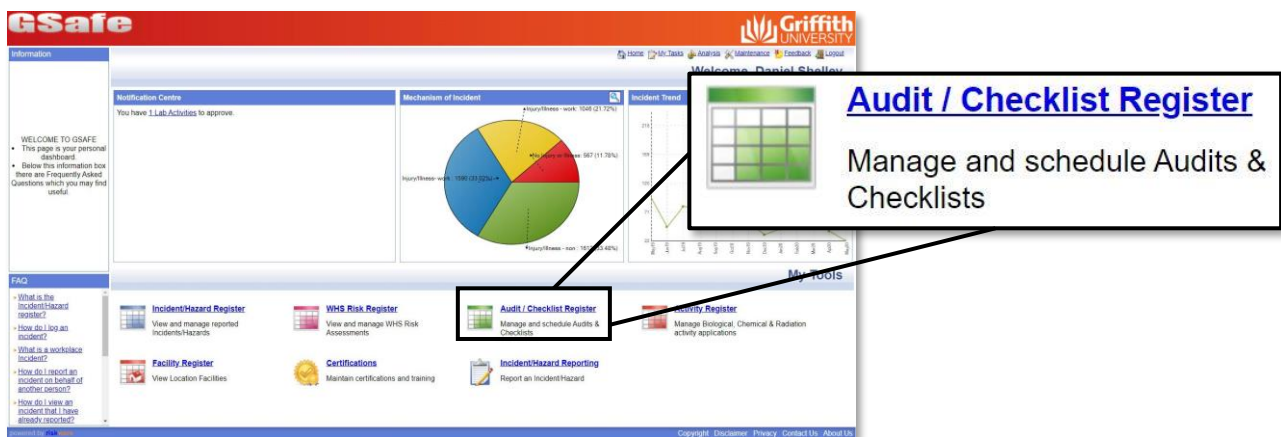 GSafe
Griffith
UNIVERSITY
Information
Home My Tasks Analysis Maintenance Feedback Logout
Welcome, Daniel Shelley
Notification Centre
Mechanism of Incident
Incident Trend
You have 1 Lab Activities to approve.
Injury/Illness - work: 1046 (21.72%)
No injury or illness: 567 (11.78%)
Injury/Illness - non : 1612 (33.48%)
WELCOME TO GSAFE
• This page is your personal
dashboard.
• Below this information box
there are Frequently Asked
Questions which you may find
useful.
Audit / Checklist Register
Manage and schedule Audits &
Checklists
FAQ
My Tools
What is the
Incident/Hazard
register?
How do I log an
incident?
What is a workplace
Incident?
How do I report an
incident on behalf of
another person?
How do I view an
incident that I have
already reported?
Incident/Hazard Register
View and manage reported
Incidents/Hazards
WHS Risk Register
View and manage WHS Risk
Assessments
Audit / Checklist Register
Manage and schedule Audits &
Checklists
Activity Register
Manage Biological, Chemical & Radiation
activity applications
Facility Register
View Location Facilities
Certifications
Maintain certifications and training
Incident/Hazard Reporting
Report an Incident/Hazard
powered by
Copyright Disclaimer Privacy Contact Us About Us